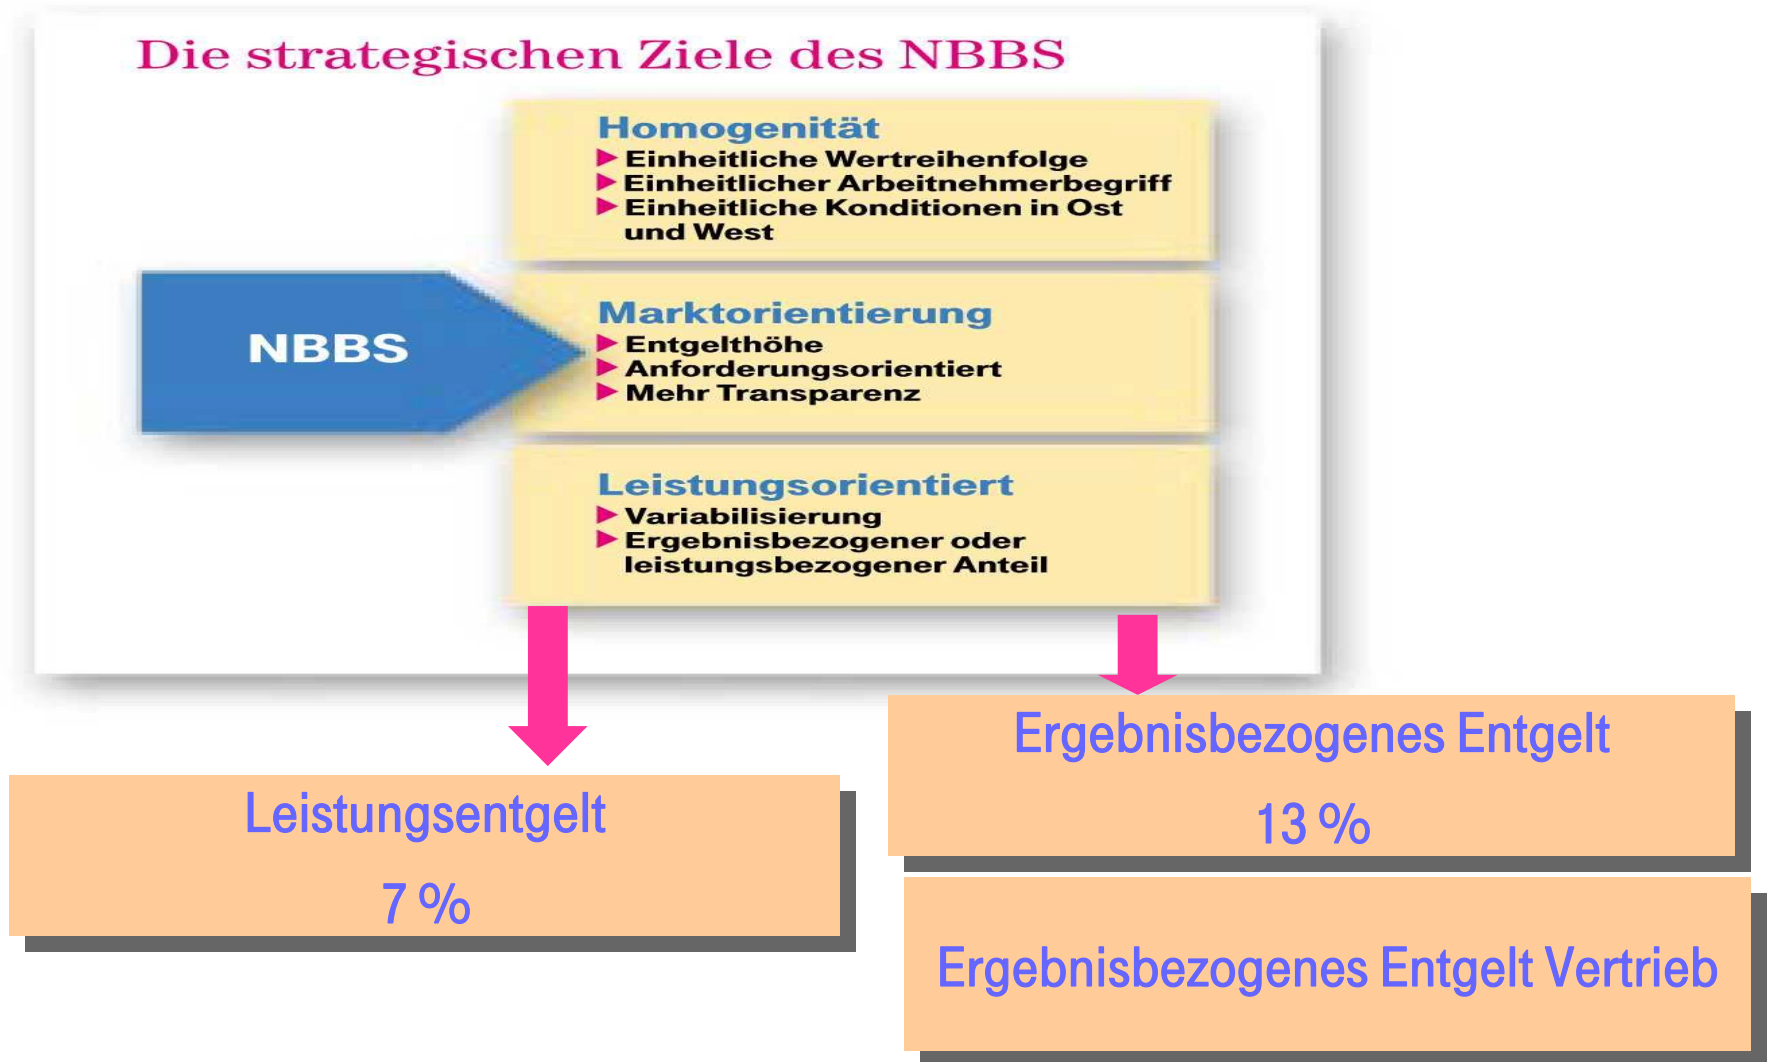 Die strategischen Ziele des NBBS
Homogenität
Einheitliche Wertreihenfolge
Einheitlicher Arbeitnehmerbegriff
Einheitliche Konditionen in Ost
und West
NBBS
Marktorientierung
Entgelthöhe
Anforderungsorientiert
Mehr Transparenz
Leistungsorientiert
Variabilisierung
Ergebnisbezogener oder
leistungsbezogener Anteil
Leistungsentgelt
7 %
Ergebnisbezogenes Entgelt
13 %
Ergebnisbezogenes Entgelt Vertrieb